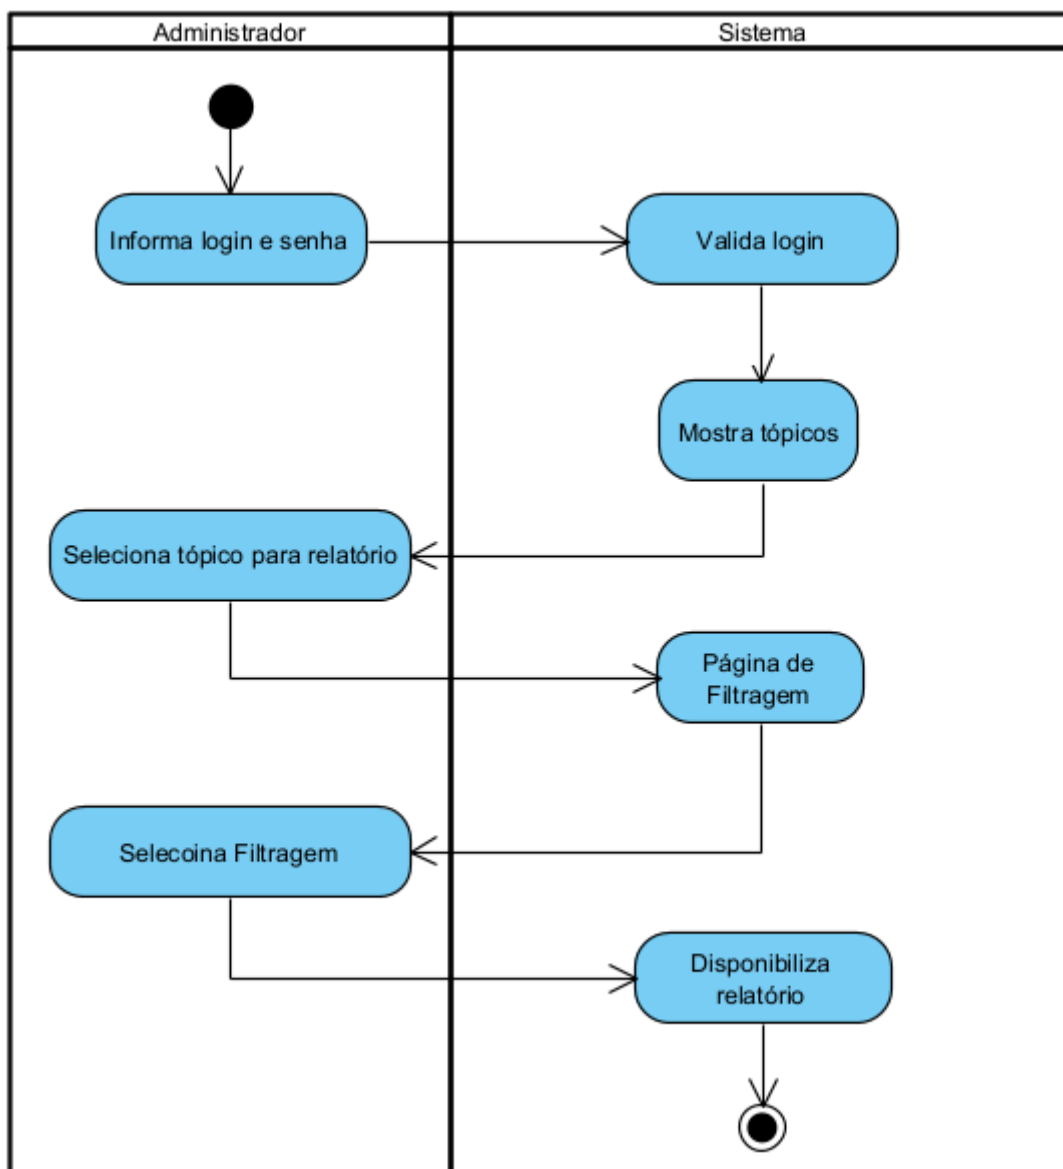 Administrador
Sistema
Informa login e senha
Valida login
Mostra tópicos
Seleciona tópico para relatório
Página de
Filtragem
Selecoina Filtragem
Disponibiliza
relatório